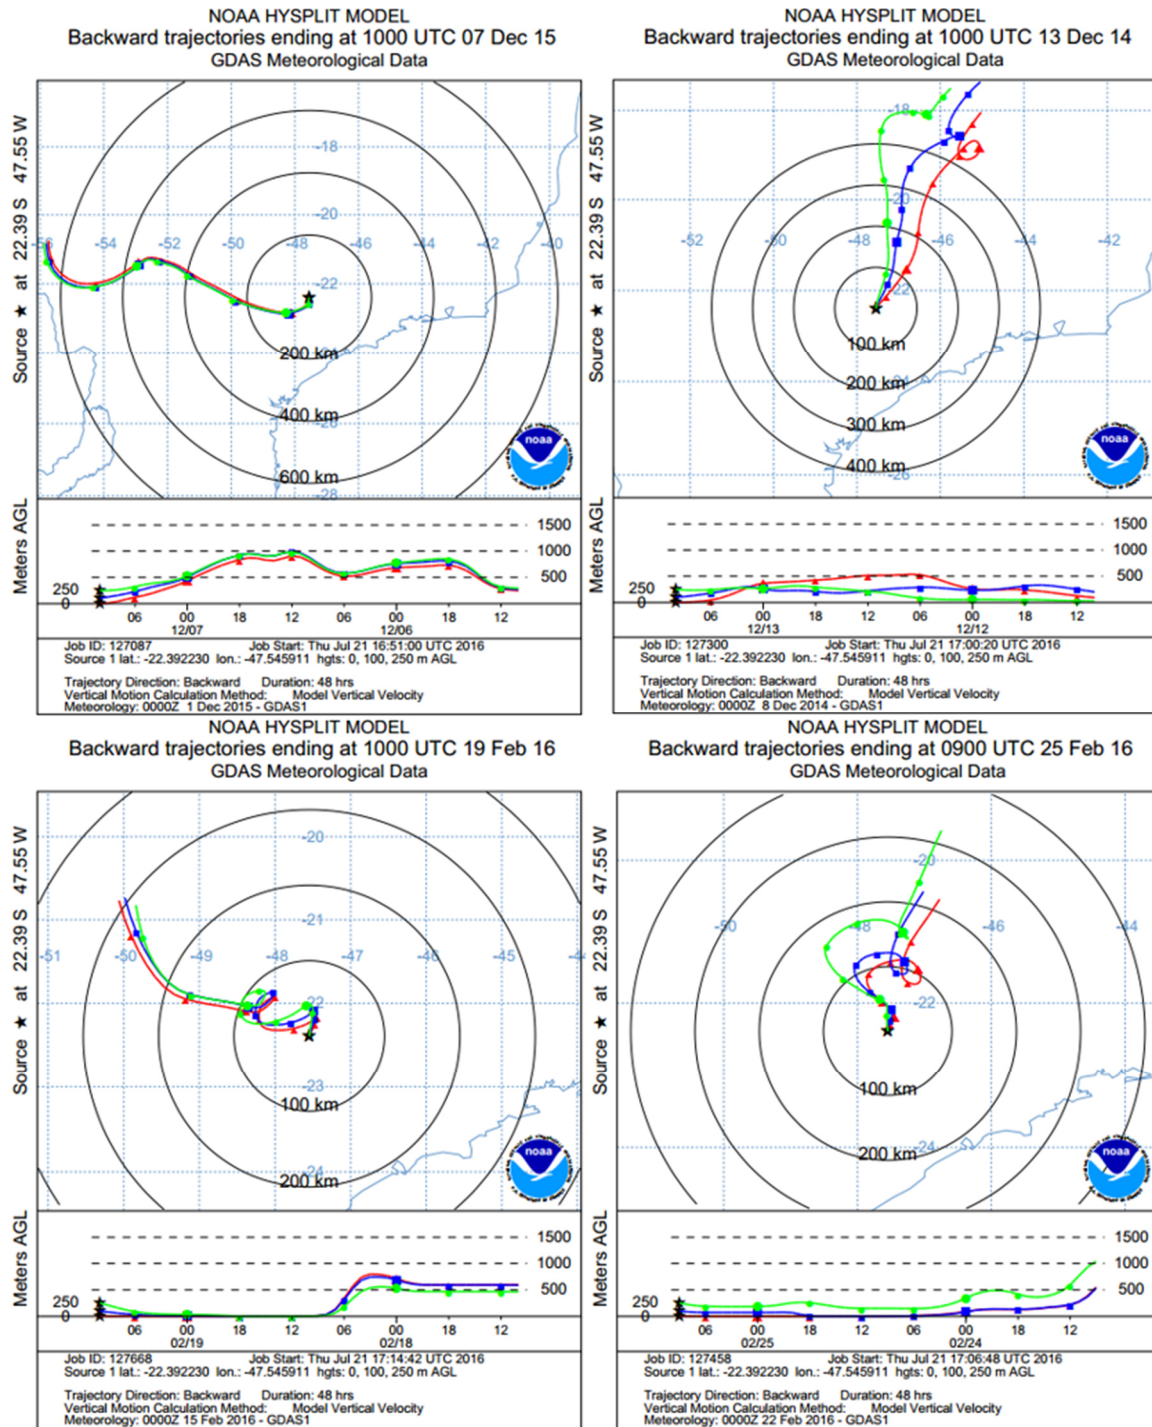 NOAA HYSPLIT MODEL
Backward trajectories ending at 1000 UTC 07 Dec 15
GDAS Meteorological Data
Source ★ at 22.39 S 47.55 W
-18
-20
-56 -54 -52 -50 -48 -46 -44 -42
-22
200 km
400 km
-26
600 km
-28
noaa
Meters AGL
1500
1000
500
250
0
06 00 18 12 06 00 18 12
12/07 12/06
Job ID: 127087 Job Start: Thu Jul 21 16:51:00 UTC 2016
Source 1 lat.: -22.392230 lon.: -47.545911 hgts: 0, 100, 250 m AGL
Trajectory Direction: Backward Duration: 48 hrs
Vertical Motion Calculation Method: Model Vertical Velocity
Meteorology: 0000Z 1 Dec 2015 - GDAS1
NOAA HYSPLIT MODEL
Backward trajectories ending at 1000 UTC 13 Dec 14
GDAS Meteorological Data
Source ★ at 22.39 S 47.55 W
-18
-20
-52 -50 -48 -46 -44 -42
-22
100 km
200 km
-24
300 km
400 km
-26
noaa
Meters AGL
1500
1000
500
250
0
06 00 18 12 06 00 18 12
12/13 12/12
Job ID: 127300 Job Start: Thu Jul 21 17:00:20 UTC 2016
Source 1 lat.: -22.392230 lon.: -47.545911 hgts: 0, 100, 250 m AGL
Trajectory Direction: Backward Duration: 48 hrs
Vertical Motion Calculation Method: Model Vertical Velocity
Meteorology: 0000Z 8 Dec 2014 - GDAS1
NOAA HYSPLIT MODEL
Backward trajectories ending at 1000 UTC 19 Feb 16
GDAS Meteorological Data
Source ★ at 22.39 S 47.55 W
-20
-21
-51 -50 -49 -48 -47 -46 -45 -44
-22
-23
100 km
-24
200 km
noaa
Meters AGL
1500
1000
500
250
0
06 00 18 12 06 00 18 12
02/19 02/18
Job ID: 127668 Job Start: Thu Jul 21 17:14:42 UTC 2016
Source 1 lat.: -22.392230 lon.: -47.545911 hgts: 0, 100, 250 m AGL
Trajectory Direction: Backward Duration: 48 hrs
Vertical Motion Calculation Method: Model Vertical Velocity
Meteorology: 0000Z 15 Feb 2016 - GDAS1
NOAA HYSPLIT MODEL
Backward trajectories ending at 0900 UTC 25 Feb 16
GDAS Meteorological Data
Source ★ at 22.39 S 47.55 W
-20
-50 -48 -46 -44
-22
100 km
-24
200 km
noaa
Meters AGL
1500
1000
500
250
0
06 00 18 12 06 00 18 12
02/25 02/24
Job ID: 127458 Job Start: Thu Jul 21 17:06:48 UTC 2016
Source 1 lat.: -22.392230 lon.: -47.545911 hgts: 0, 100, 250 m AGL
Trajectory Direction: Backward Duration: 48 hrs
Vertical Motion Calculation Method: Model Vertical Velocity
Meteorology: 0000Z 22 Feb 2016 - GDAS1